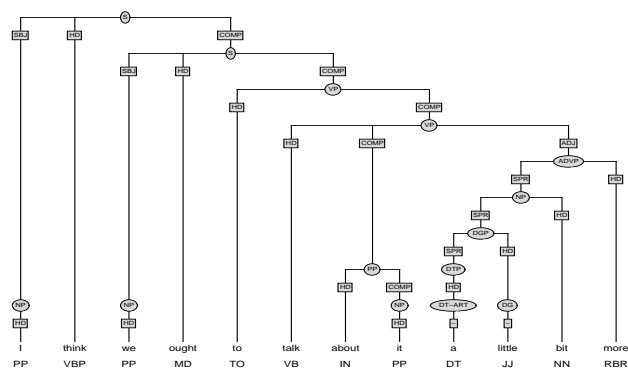 S
SBJ HD COMP
S
SBJ HD COMP
VP
HD COMP
VP
HD COMP ADJ
ADVP
SPR HD
NP
SPR HD
DGP
SPR HD
PP DTP
HD COMP HD
NP NP NP DT–ART DG
HD HD HD – –
I think we ought to talk about it a little bit more
PP VBP PP MD TO VB IN PP DT JJ NN RBR